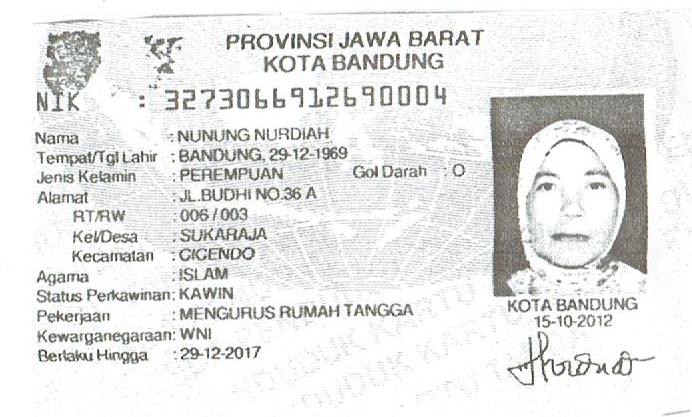 PROVINSI JAWA BARAT
KOTA BANDUNG
NIK : 3273066912690004
Nama : NUNUNG NURDIAH
Tempat/Tgl Lahir : BANDUNG, 29-12-1969
Jenis Kelamin : PEREMPUAN Gol Darah : O
Alamat : JL.BUDHI NO.36 A
RT/RW : 006 / 003
Kel/Desa : SUKARAJA
Kecamatan : CICENDO
Agama : ISLAM
Status Perkawinan: KAWIN
Pekerjaan : MENGURUS RUMAH TANGGA
Kewarganegaraan: WNI
Berlaku Hingga : 29-12-2017
KOTA BANDUNG
15-10-2012